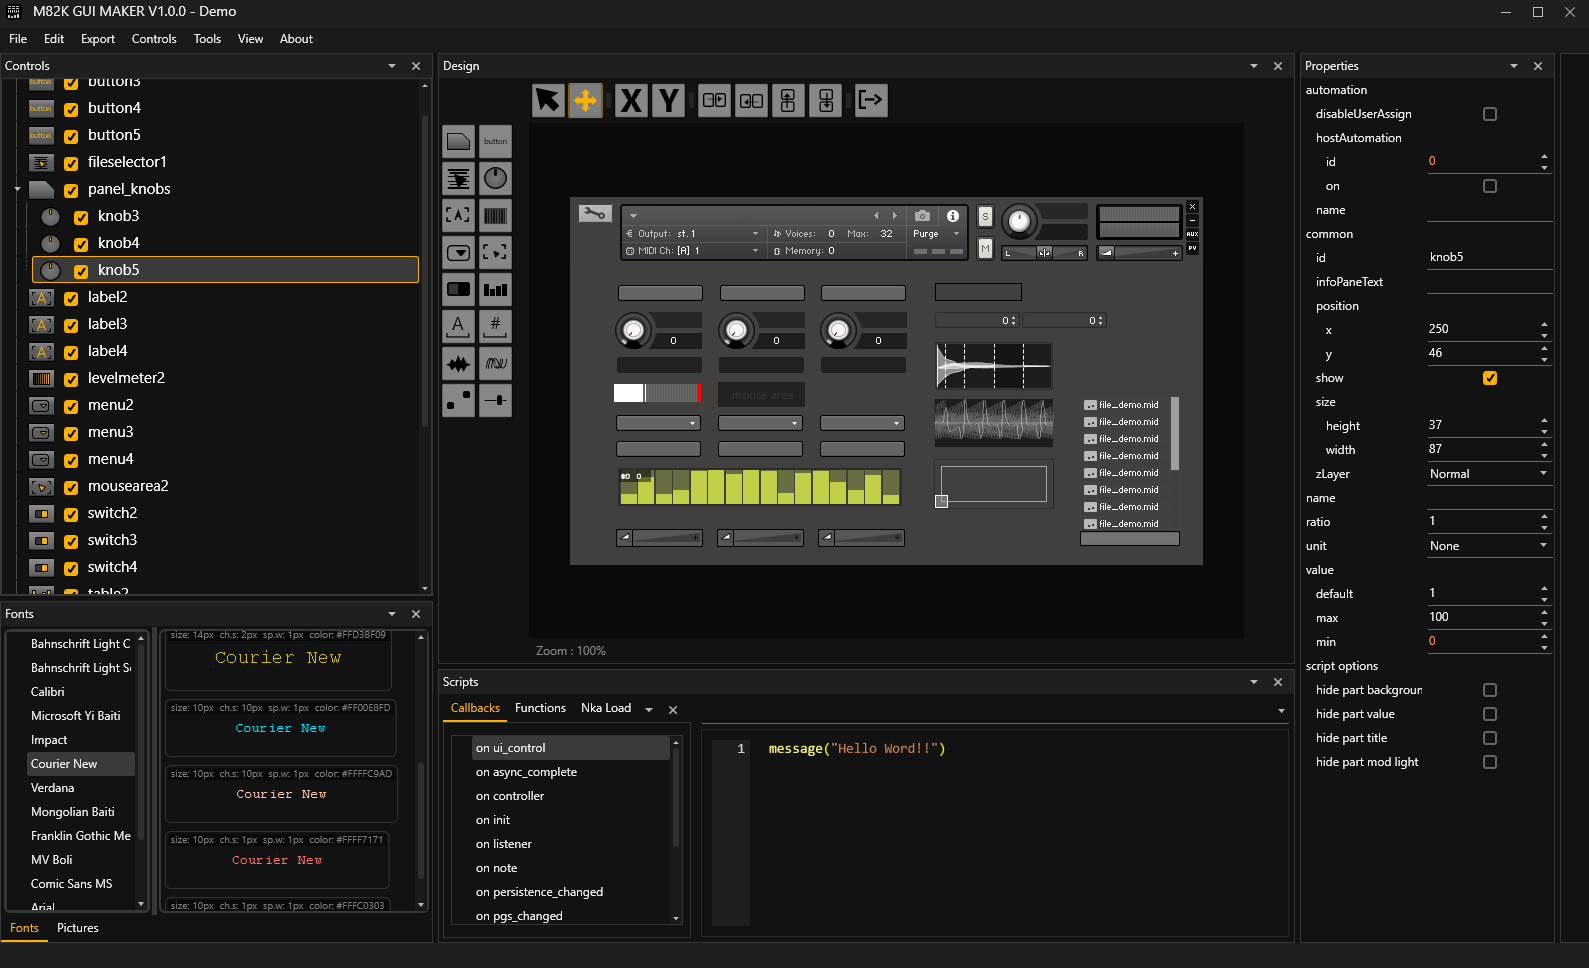 M82K GUI MAKER V1.0.0 - Demo
File Edit Export Controls Tools View About
Controls
button3
button4
button5
fileselector1
panel_knobs
knob3
knob4
knob5
label2
label3
label4
levelmeter2
menu2
menu3
menu4
mousearea2
switch2
switch3
switch4
table2
Fonts
Bahnschrift Light C
Bahnschrift Light S
Calibri
Microsoft Yi Baiti
Impact
Courier New
Verdana
Mongolian Baiti
Franklin Gothic Me
MV Boli
Comic Sans MS
Arial
size: 14px ch.s: 2px sp.w: 1px color: #FFD3BF09
Courier New
size: 10px ch.s: 10px sp.w: 1px color: #FF00E8FD
Courier New
size: 10px ch.s: 10px sp.w: 1px color: #FFFFC9AD
Courier New
size: 10px ch.s: 1px sp.w: 1px color: #FFFF7171
Courier New
size: 10px ch.s: 1px sp.w: 1px color: #FFFC0303
Fonts Pictures
Design
X Y
button
[A]
A #
Output: st.1
Voices: 0 Max: 32
Purge
MIDI Ch: [A] 1
Memory: 0
S
M
L R
x
-
AUX
PV
0 0 0
0 0
mouse area
file_demo.mid
file_demo.mid
file_demo.mid
file_demo.mid
file_demo.mid
file_demo.mid
file_demo.mid
file_demo.mid
Zoom : 100%
Scripts
Callbacks Functions Nka Load
on ui_control
on async_complete
on controller
on init
on listener
on note
on persistence_changed
on pgs_changed
1 message("Hello Word!!")
Properties
automation
disableUserAssign
hostAutomation
id 0
on
name
common
id knob5
infoPaneText
position
x 250
y 46
show
size
height 37
width 87
zLayer Normal
name
ratio 1
unit None
value
default 1
max 100
min 0
script options
hide part backgroun
hide part value
hide part title
hide part mod light